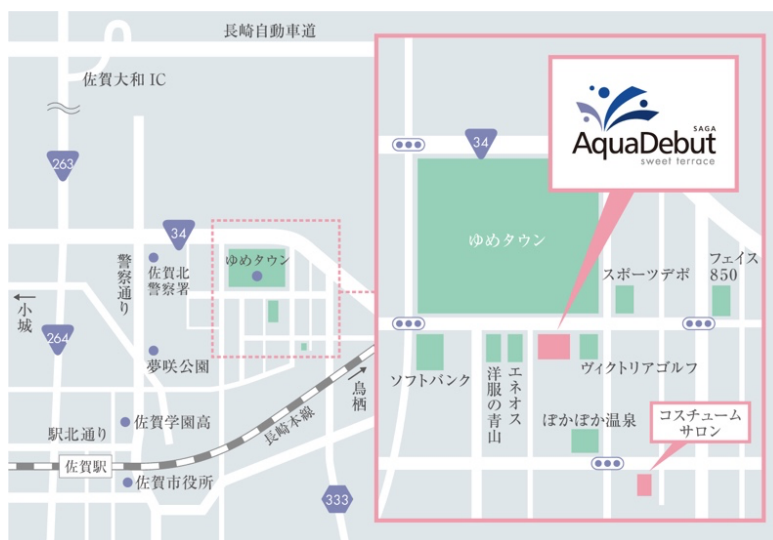 長崎自動車道
佐賀大和 IC
263
34
警察通り
佐賀北
警察署
ゆめタウン
小城
264
夢咲公園
鳥栖
佐賀学園高
駅北通り
長崎本線
佐賀駅
佐賀市役所
333
34
SAGA
AquaDebut
sweet terrace
ゆめタウン
スポーツデポ
フェイス
850
ソフトバンク
洋服の青山
エネオス
ヴィクトリアゴルフ
ぽかぽか温泉
コスチューム
サロン